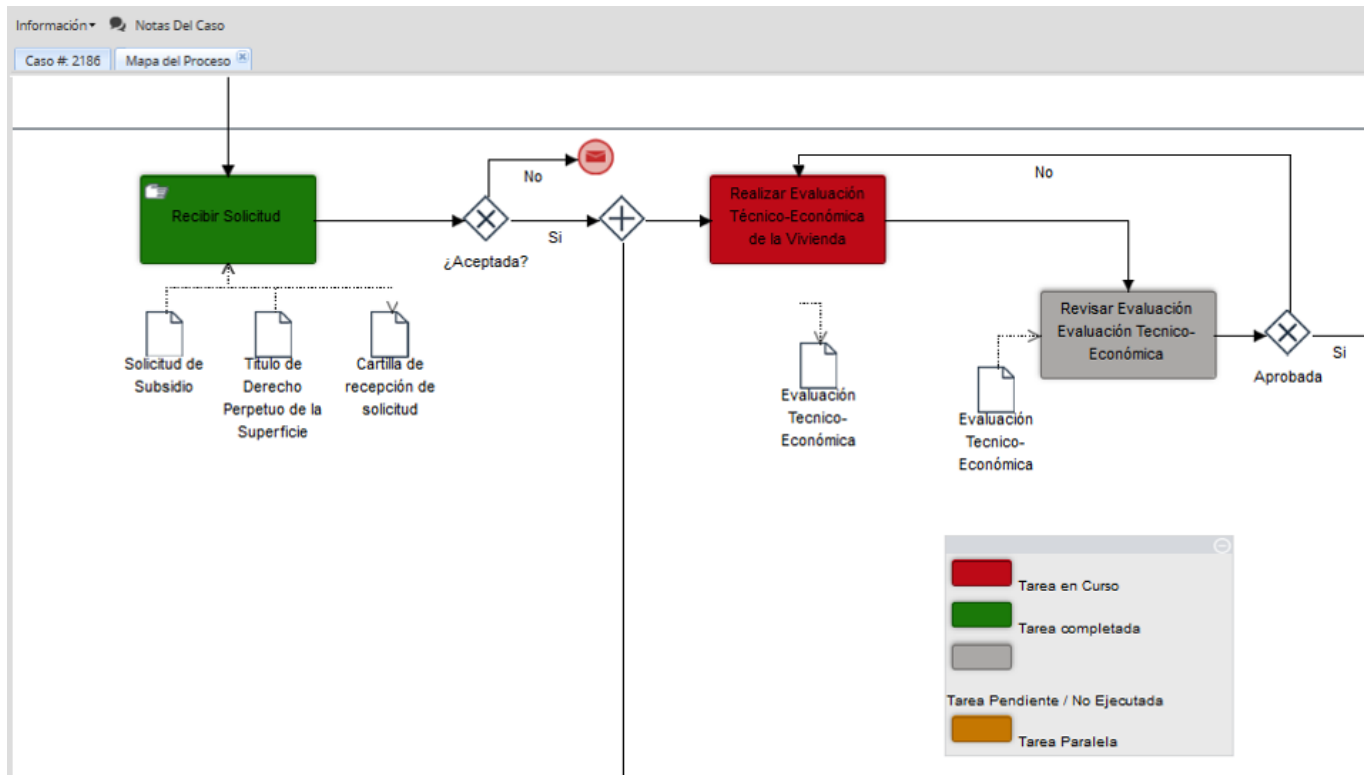 Información
Notas Del Caso
Caso #: 2186
Mapa del Proceso
Recibir Solicitud
No
¿Aceptada?
Si
Realizar Evaluación
Técnico-Económica
de la Vivienda
No
Revisar Evaluación
Evaluación Tecnico-
Económica
Aprobada
Si
Solicitud de
Subsidio
Titulo de
Derecho
Perpetuo de la
Superficie
Cartilla de
recepción de
solicitud
Evaluación
Tecnico-
Económica
Evaluación
Tecnico-
Económica
Tarea en Curso
Tarea completada
Tarea Pendiente / No Ejecutada
Tarea Paralela